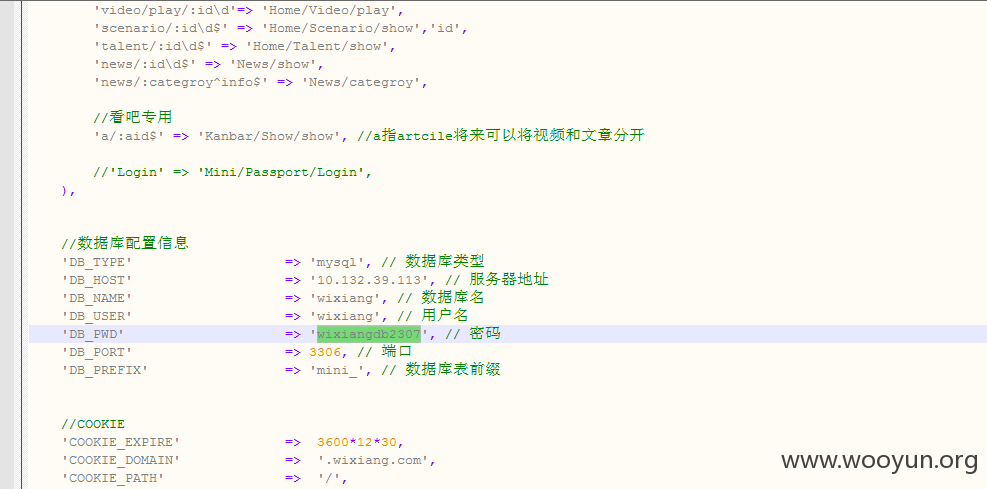 'video/play/:id\d'=> 'Home/Video/play',
'scenario/:id\d$' => 'Home/Scenario/show','id',
'talent/:id\d$' => 'Home/Talent/show',
'news/:id\d$' => 'News/show',
'news/:categroy^info$' => 'News/categroy',
//看吧专用
'a/:aid$' => 'Kanbar/Show/show', //a指artcile将来可以将视频和文章分开
//'Login' => 'Mini/Passport/Login',
),
//数据库配置信息
'DB_TYPE' => 'mysql', // 数据库类型
'DB_HOST' => '10.132.39.113', // 服务器地址
'DB_NAME' => 'wixiang', // 数据库名
'DB_USER' => 'wixiang', // 用户名
'DB_PWD' => 'wixiangdb2307', // 密码
'DB_PORT' => 3306, // 端口
'DB_PREFIX' => 'mini_', // 数据库表前缀
//COOKIE
'COOKIE_EXPIRE' => 3600*12*30,
'COOKIE_DOMAIN' => '.wixiang.com',
'COOKIE_PATH' => '/',
www.wooyun.org